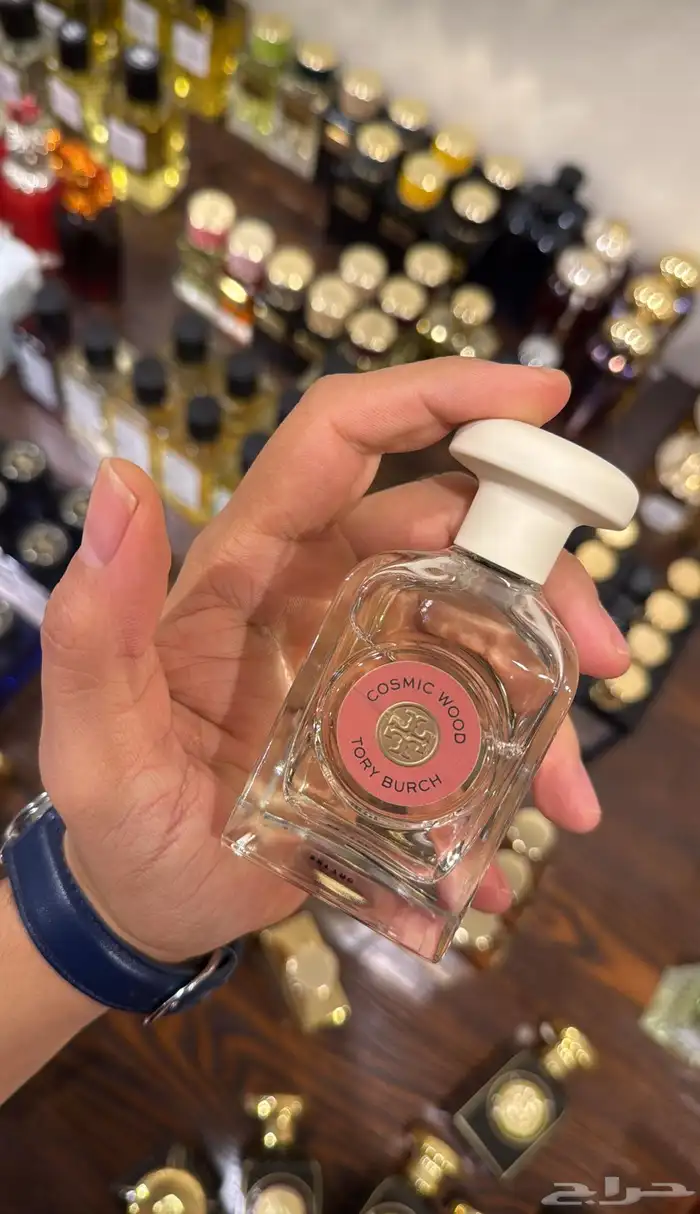 COSMIC WOOD
TORY BURCH
حراج